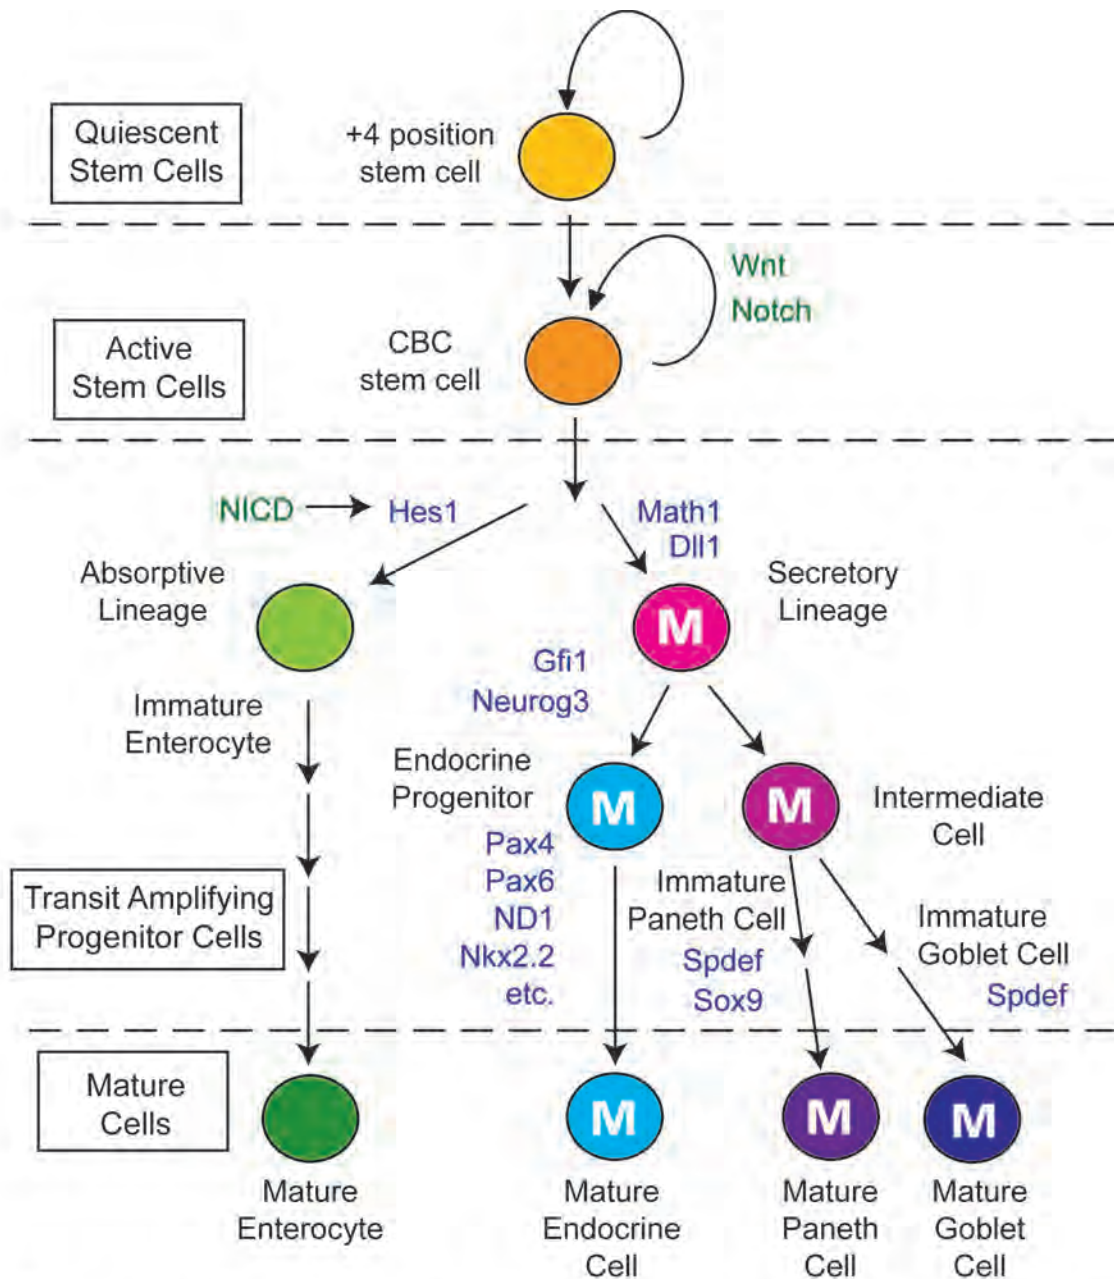 Quiescent
Stem Cells
+4 position
stem cell
Wnt
Notch
Active
Stem Cells
CBC
stem cell
NICD
Hes1
Math1
Dll1
Absorptive
Lineage
Secretory
Lineage
M
Gfi1
Neurog3
Immature
Enterocyte
Endocrine
Progenitor
M
M
Intermediate
Cell
Pax4
Pax6
ND1
Nkx2.2
etc.
Immature
Paneth Cell
Spdef
Sox9
Immature
Goblet Cell
Spdef
Transit Amplifying
Progenitor Cells
Mature
Cells
M
M
M
Mature
Enterocyte
Mature
Endocrine
Cell
Mature
Paneth
Cell
Mature
Goblet
Cell